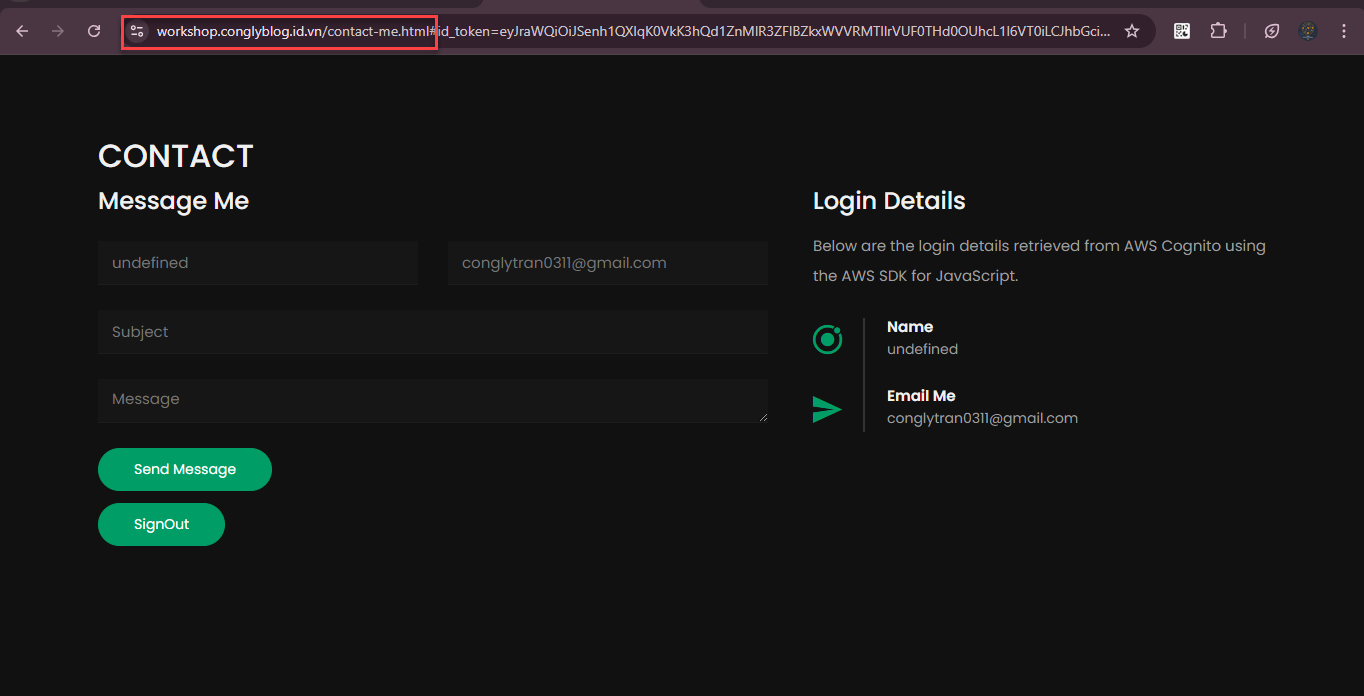 workshop.conglyblog.id.vn/contact-me.html#id_token=
CONTACT
Message Me
undefined
conglytran0311@gmail.com
Subject
Message
Send Message
SignOut
Login Details
Below are the login details retrieved from AWS Cognito using
the AWS SDK for JavaScript.
Name
undefined
Email Me
conglytran0311@gmail.com